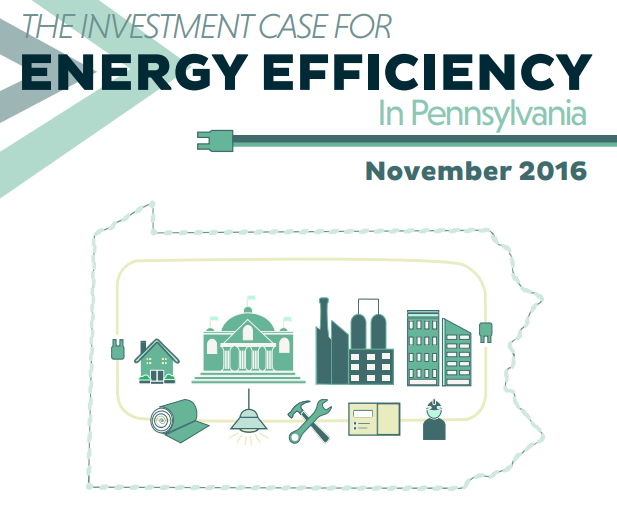 THE INVESTMENT CASE FOR
ENERGY EFFICIENCY
In Pennsylvania
November 2016